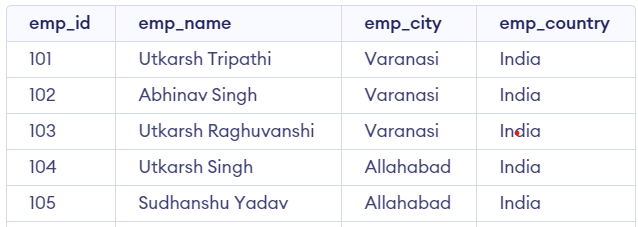 emp_id emp_name emp_city emp_country
101 Utkarsh Tripathi Varanasi India
102 Abhinav Singh Varanasi India
103 Utkarsh Raghuvanshi Varanasi India
104 Utkarsh Singh Allahabad India
105 Sudhanshu Yadav Allahabad India